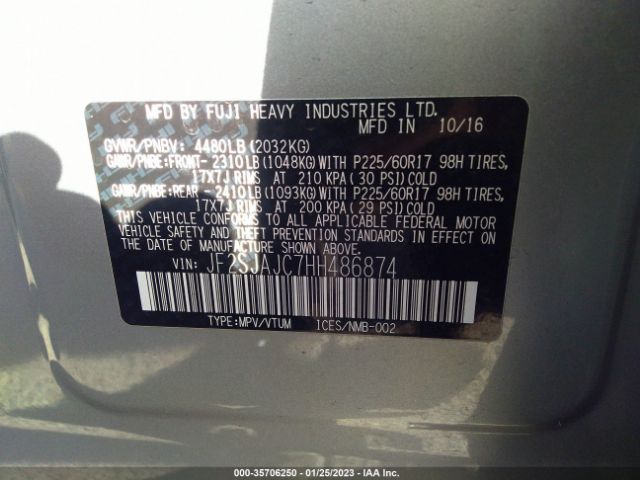 MFD BY FUJI HEAVY INDUSTRIES LTD.
MFD IN 10/16
GVWR/PNBV: 4480LB (2032KG)
GAWR/PNBE:FRONT- 2310LB (1048KG) WITH P225/60R17 98H TIRES,
17X7J RIMS AT 210 KPA (30 PSI) COLD
GAWR/PNBE:REAR - 2410LB (1093KG) WITH P225/60R17 98H TIRES,
17X7J RIMS AT 200 KPA (29 PSI) COLD
THIS VEHICLE CONFORMS TO ALL APPLICABLE FEDERAL MOTOR
VEHICLE SAFETY AND THEFT PREVENTION STANDARDS IN EFFECT
ON THE DATE OF MANUFACTURE SHOWN ABOVE.
VIN: JF2SJAJC7HH486874
TYPE:MPV/VTUM ICES/NMB-002
000-35706250 - 01/25/2023 - IAA Inc.